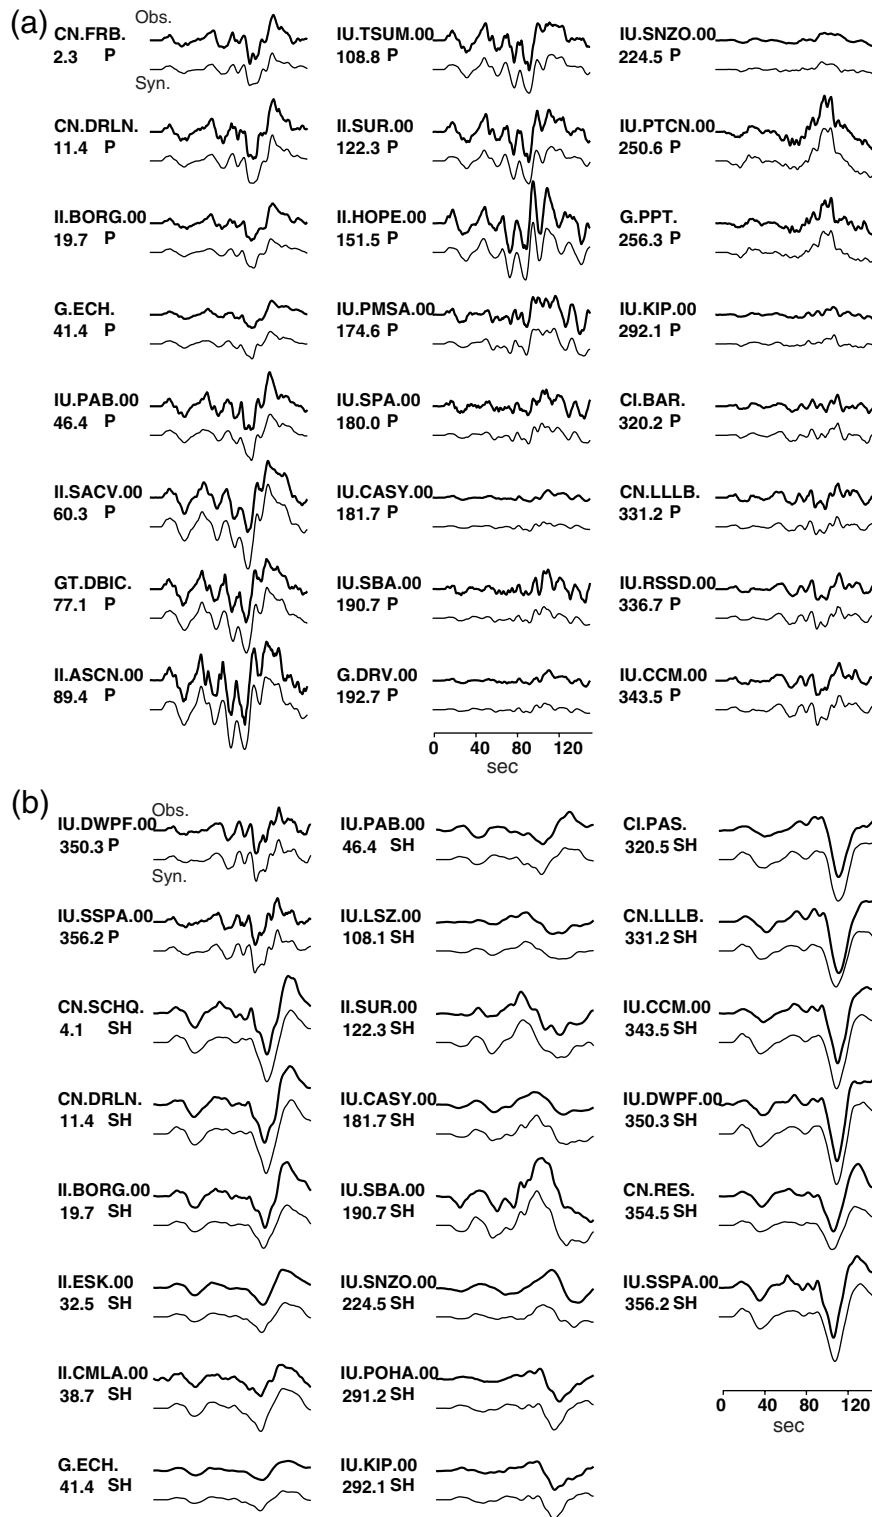 (a)
Obs.
CN.FRB.
2.3 P
Syn.
CN.DRLN.
11.4 P
II.BORG.00
19.7 P
G.ECH.
41.4 P
IU.PAB.00
46.4 P
II.SACV.00
60.3 P
GT.DBIC.
77.1 P
II.ASCN.00
89.4 P
IU.TSUM.00
108.8 P
II.SUR.00
122.3 P
II.HOPE.00
151.5 P
IU.PMSA.00
174.6 P
IU.SPA.00
180.0 P
IU.CASY.00
181.7 P
IU.SBA.00
190.7 P
G.DRV.00
192.7 P
0 40 80 120
sec
IU.SNZO.00
224.5 P
IU.PTCN.00
250.6 P
G.PPT.
256.3 P
IU.KIP.00
292.1 P
CI.BAR.
320.2 P
CN.LLLB.
331.2 P
IU.RSSD.00
336.7 P
IU.CCM.00
343.5 P
(b)
Obs.
IU.DWPF.00
350.3 P
Syn.
IU.SSPA.00
356.2 P
CN.SCHQ.
4.1 SH
CN.DRLN.
11.4 SH
II.BORG.00
19.7 SH
II.ESK.00
32.5 SH
II.CMLA.00
38.7 SH
G.ECH.
41.4 SH
IU.PAB.00
46.4 SH
IU.LSZ.00
108.1 SH
II.SUR.00
122.3 SH
IU.CASY.00
181.7 SH
IU.SBA.00
190.7 SH
IU.SNZO.00
224.5 SH
IU.POHA.00
291.2 SH
IU.KIP.00
292.1 SH
CI.PAS.
320.5 SH
CN.LLLB.
331.2 SH
IU.CCM.00
343.5 SH
IU.DWPF.00
350.3 SH
CN.RES.
354.5 SH
IU.SSPA.00
356.2 SH
0 40 80 120
sec